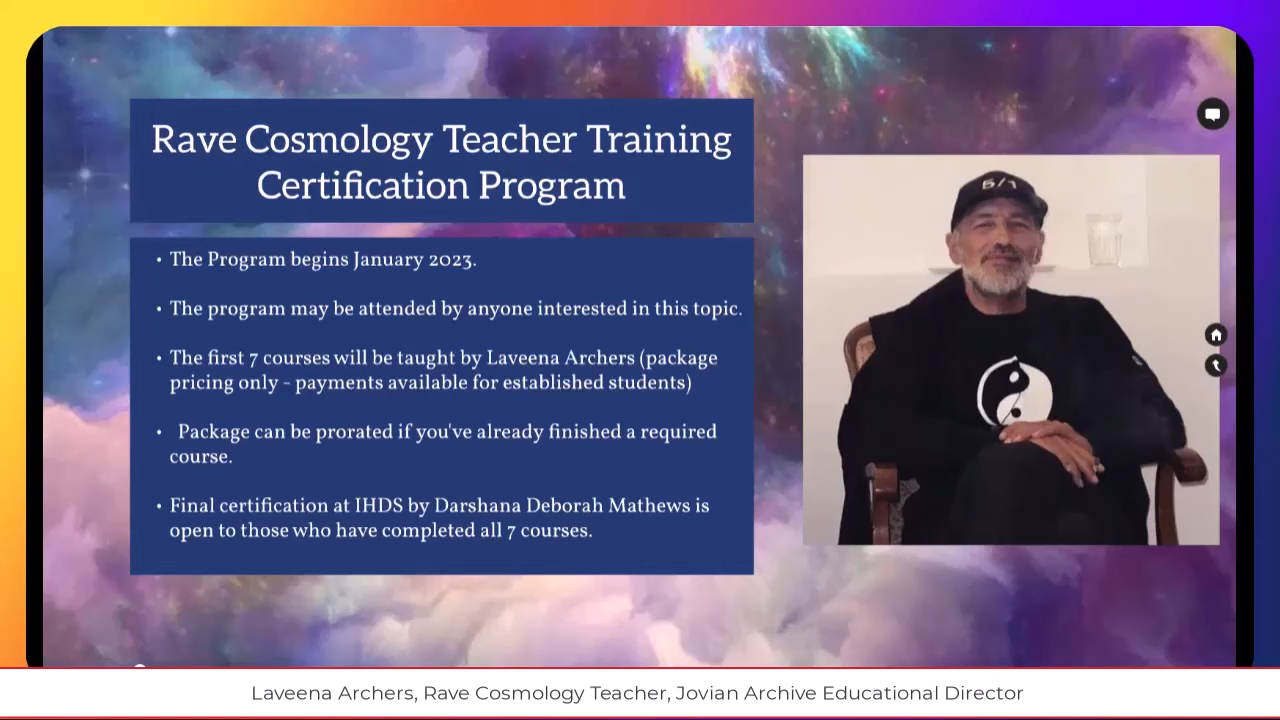 Rave Cosmology Teacher Training
Certification Program
• The Program begins January 2023.
• The program may be attended by anyone interested in this topic.
• The first 7 courses will be taught by Laveena Archers (package
pricing only - payments available for established students)
• Package can be prorated if you've already finished a required
course.
• Final certification at IHDS by Darshana Deborah Mathews is
open to those who have completed all 7 courses.
5/1
Laveena Archers, Rave Cosmology Teacher, Jovian Archive Educational Director